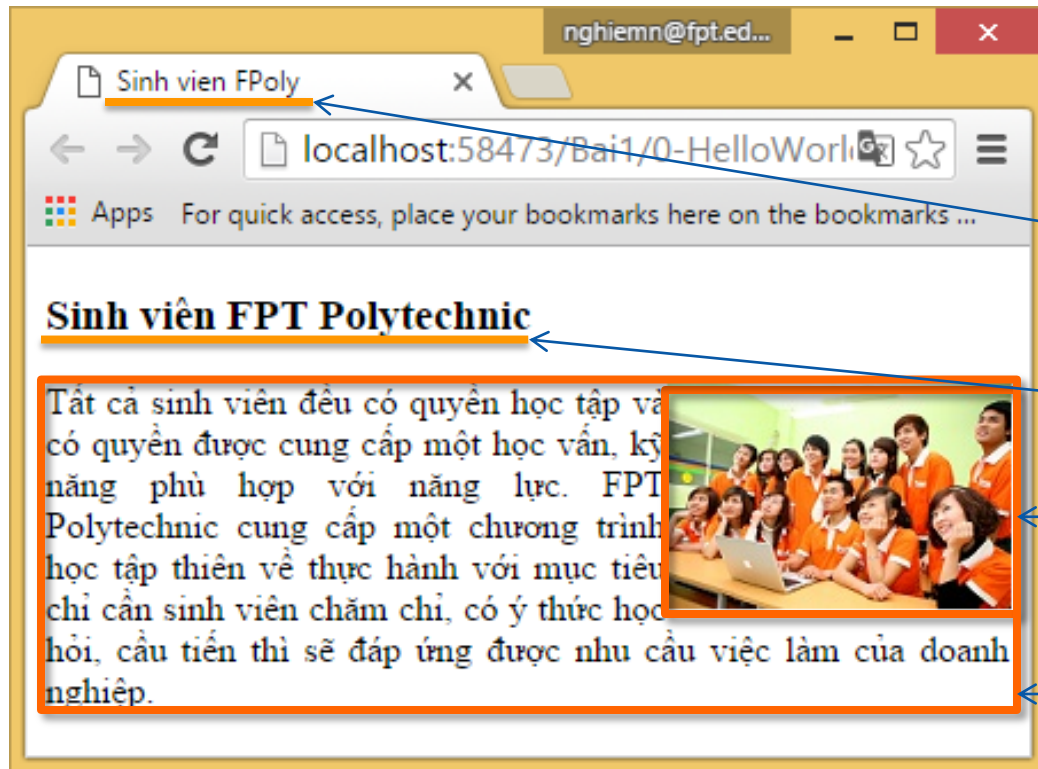 nghiemn@fpt.ed...
Sinh vien FPoly
localhost:58473/Bai1/0-HelloWorl
Apps For quick access, place your bookmarks here on the bookmarks ...
Sinh viên FPT Polytechnic
Tất cả sinh viên đều có quyền học tập và
có quyền được cung cấp một học vấn, kỹ
năng phù hợp với năng lực. FPT
Polytechnic cung cấp một chương trình
học tập thiên về thực hành với mục tiêu
chỉ cần sinh viên chăm chỉ, có ý thức học
hỏi, cầu tiến thì sẽ đáp ứng được nhu cầu việc làm của doanh
nghiệp.